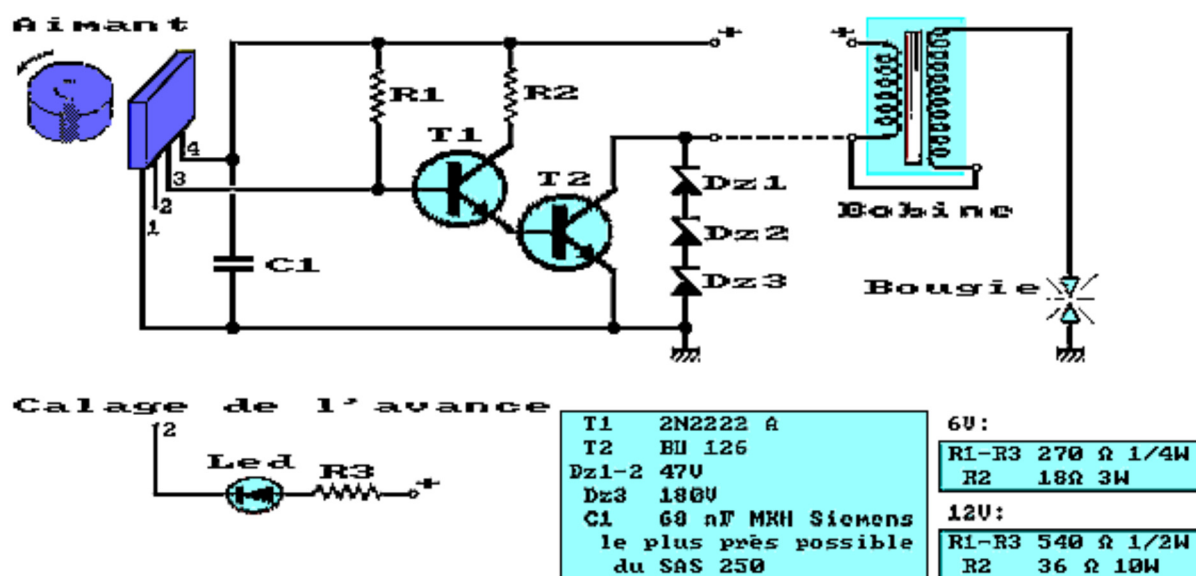 Aimant
+ +
R1 R2
T1
4
3
2
1
T2
Dz1
Dz2
Dz3
C1
Bobine
Bougie
Calage de l'avance
2
Led R3 +
T1 2N2222 A
T2 BU 126
Dz1-2 47V
Dz3 180V
C1 68 nF MKH Siemens
le plus près possible
du SAS 250
6V:
R1-R3 270 Ω 1/4W
R2 18Ω 3W
12V:
R1-R3 540 Ω 1/2W
R2 36 Ω 10W